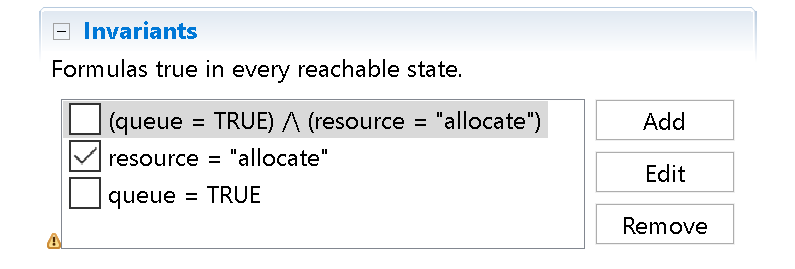 Invariants
Formulas true in every reachable state.
(queue = TRUE) /\ (resource = "allocate")
resource = "allocate"
queue = TRUE
Add
Edit
Remove